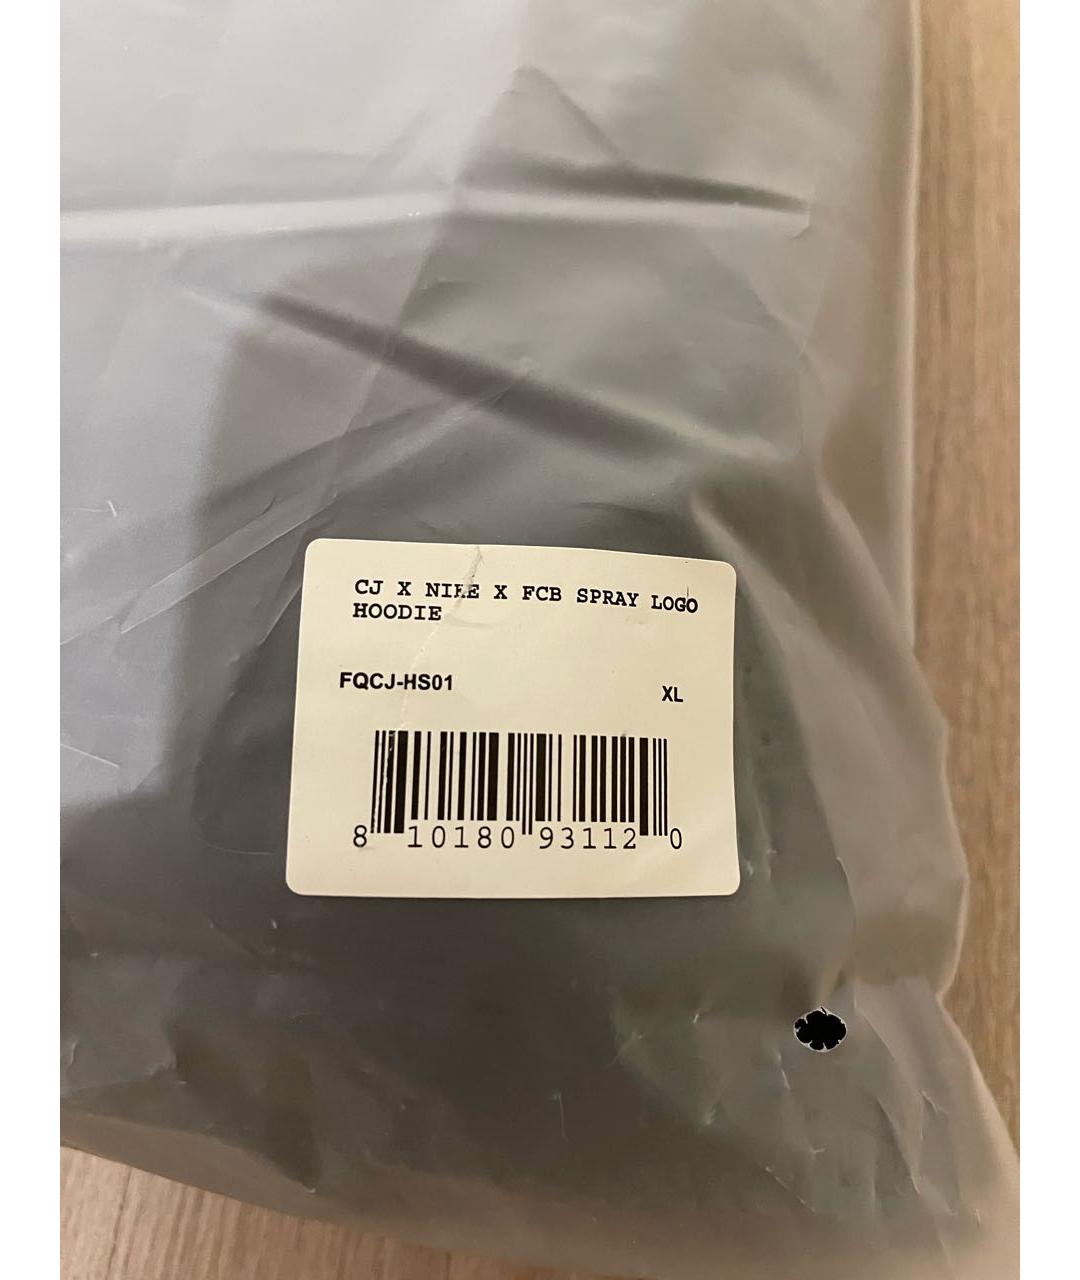 CJ X NIKE X FCB SPRAY LOGO
HOODIE
FQCJ-HS01
XL
8 10180 93112 0